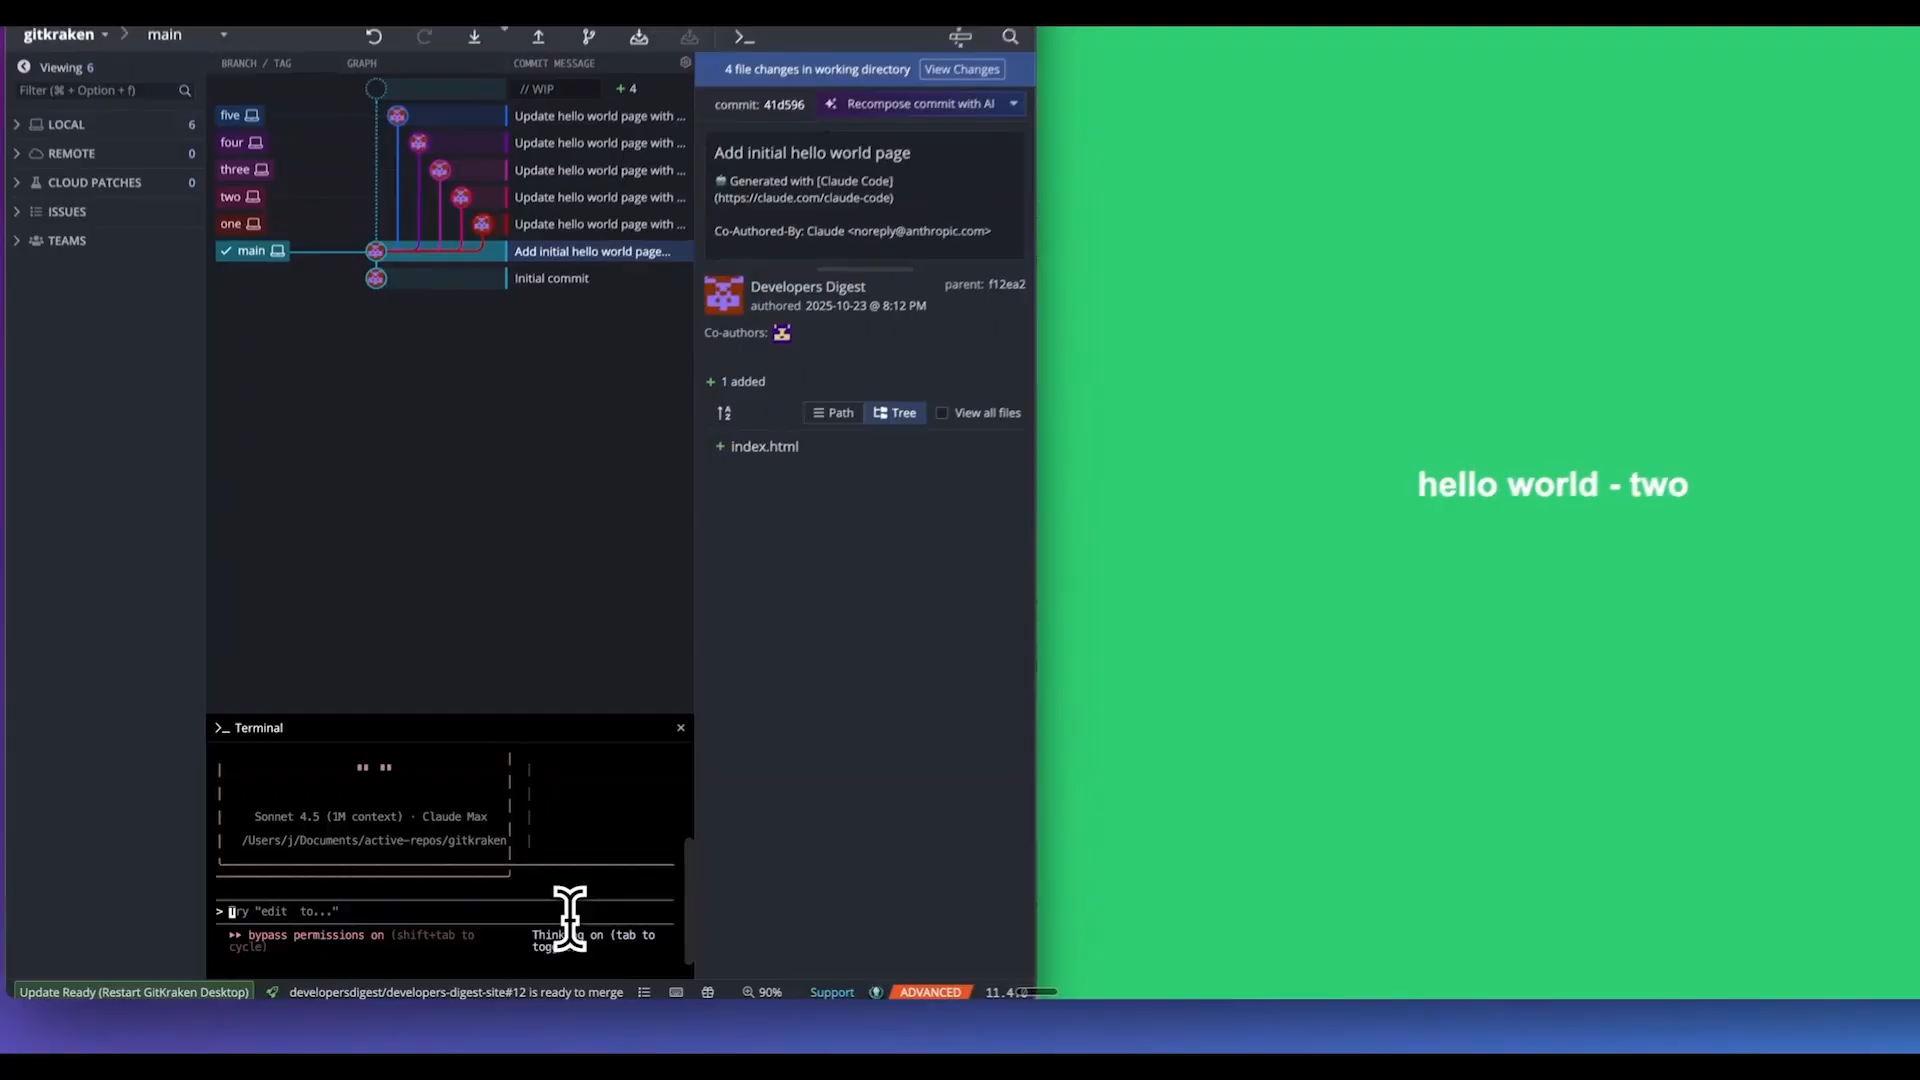 gitkraken main
Viewing 6
Filter (⌘ + Option + f)
LOCAL 6
REMOTE 0
CLOUD PATCHES 0
ISSUES
TEAMS
BRANCH / TAG GRAPH COMMIT MESSAGE
// WIP + 4
five Update hello world page with ...
four Update hello world page with ...
three Update hello world page with ...
two Update hello world page with ...
one Update hello world page with ...
main Add initial hello world page...
Initial commit
4 file changes in working directory View Changes
commit: 41d596 Recompose commit with AI
Add initial hello world page
Generated with [Claude Code]
(https://claude.com/claude-code)
Co-Authored-By: Claude <noreply@anthropic.com>
Developers Digest parent: f12ea2
authored 2025-10-23 @ 8:12 PM
Co-authors:
+ 1 added
Path Tree View all files
+ index.html
>_ Terminal
Sonnet 4.5 (1M context) · Claude Max
/Users/j/Documents/active-repos/gitkraken
> Try "edit to..."
bypass permissions on (shift+tab to
cycle)
on (tab to
Update Ready (Restart GitKraken Desktop) developersdigest/developers-digest-site#12 is ready to merge 90% Support ADVANCED
hello world - two